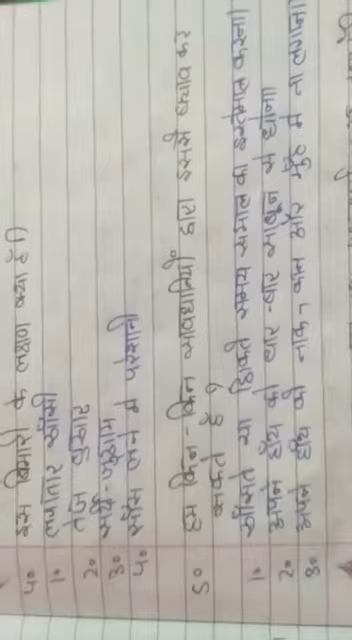 4. इस बिमारी के लक्षण क्या है।
1. लगातार खाँसी
2. तेज बुखार
3. सर्दी-जुकाम
4. साँस लेने में परेशानी
5. हम किन-किन सावधानियों द्वारा इससे बचाव कर
सकते हैं ?
1. खाँसते या छिंकते समय रूमाल का इस्तेमाल करना।
2. अपने हाँथ को बार-बार साबुन से धोना।
3. अपने हाँथ को नाक, कान और मुँह में ना लगाना